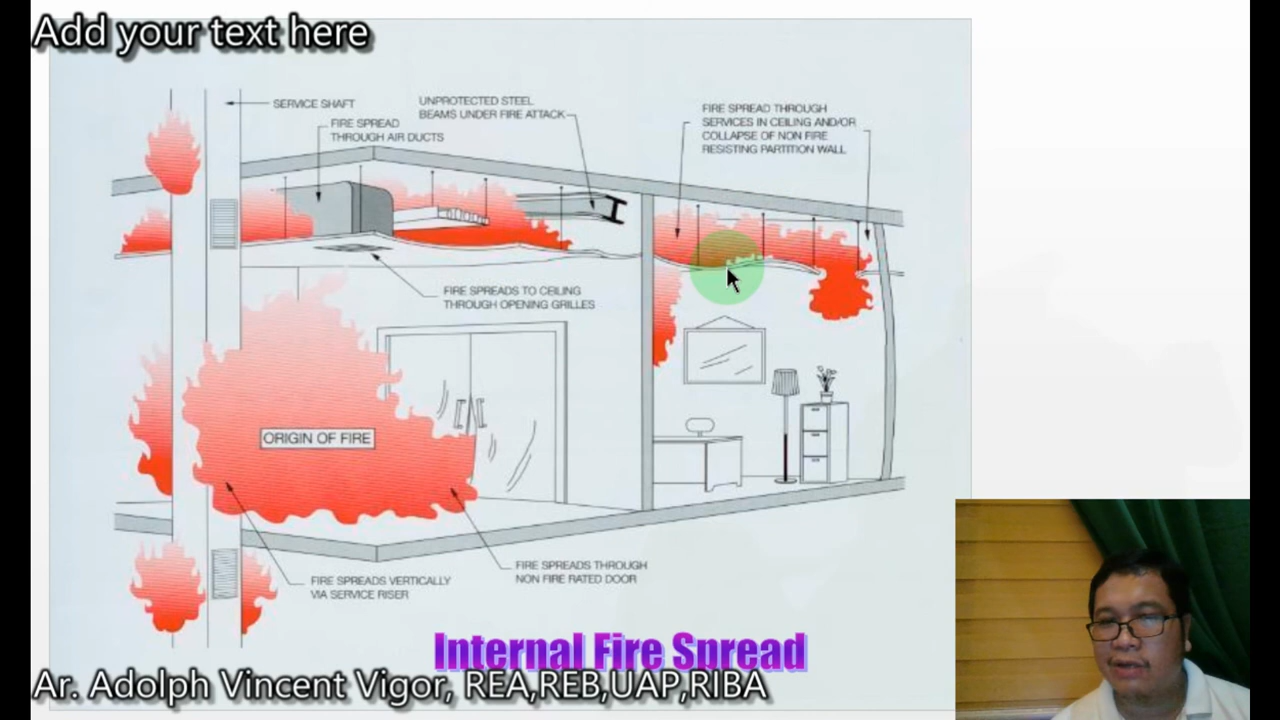 Add your text here
SERVICE SHAFT
UNPROTECTED STEEL
BEAMS UNDER FIRE ATTACK
FIRE SPREAD
THROUGH AIR DUCTS
FIRE SPREAD THROUGH
SERVICES IN CEILING AND/OR
COLLAPSE OF NON FIRE
RESISTING PARTITION WALL
FIRE SPREADS TO CEILING
THROUGH OPENING GRILLES
ORIGIN OF FIRE
FIRE SPREADS THROUGH
NON FIRE RATED DOOR
FIRE SPREADS VERTICALLY
VIA SERVICE RISER
Internal Fire Spread
Ar. Adolph Vincent Vigor, REA,REB,UAP,RIBA